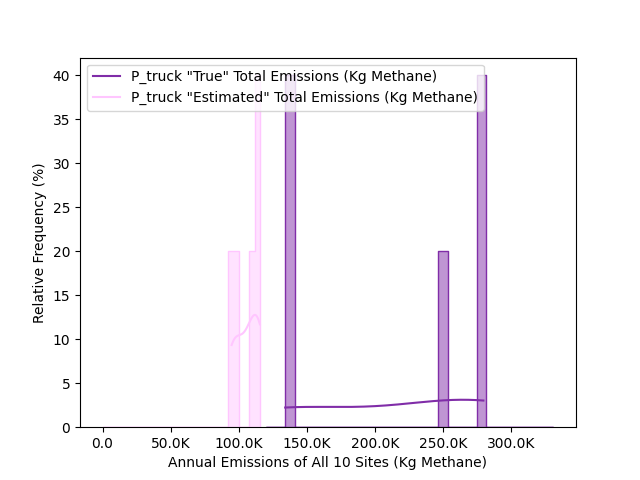 P_truck "True" Total Emissions (Kg Methane)
P_truck "Estimated" Total Emissions (Kg Methane)
40
35
30
25
20
15
10
5
0
Relative Frequency (%)
0.0 50.0K 100.0K 150.0K 200.0K 250.0K 300.0K
Annual Emissions of All 10 Sites (Kg Methane)